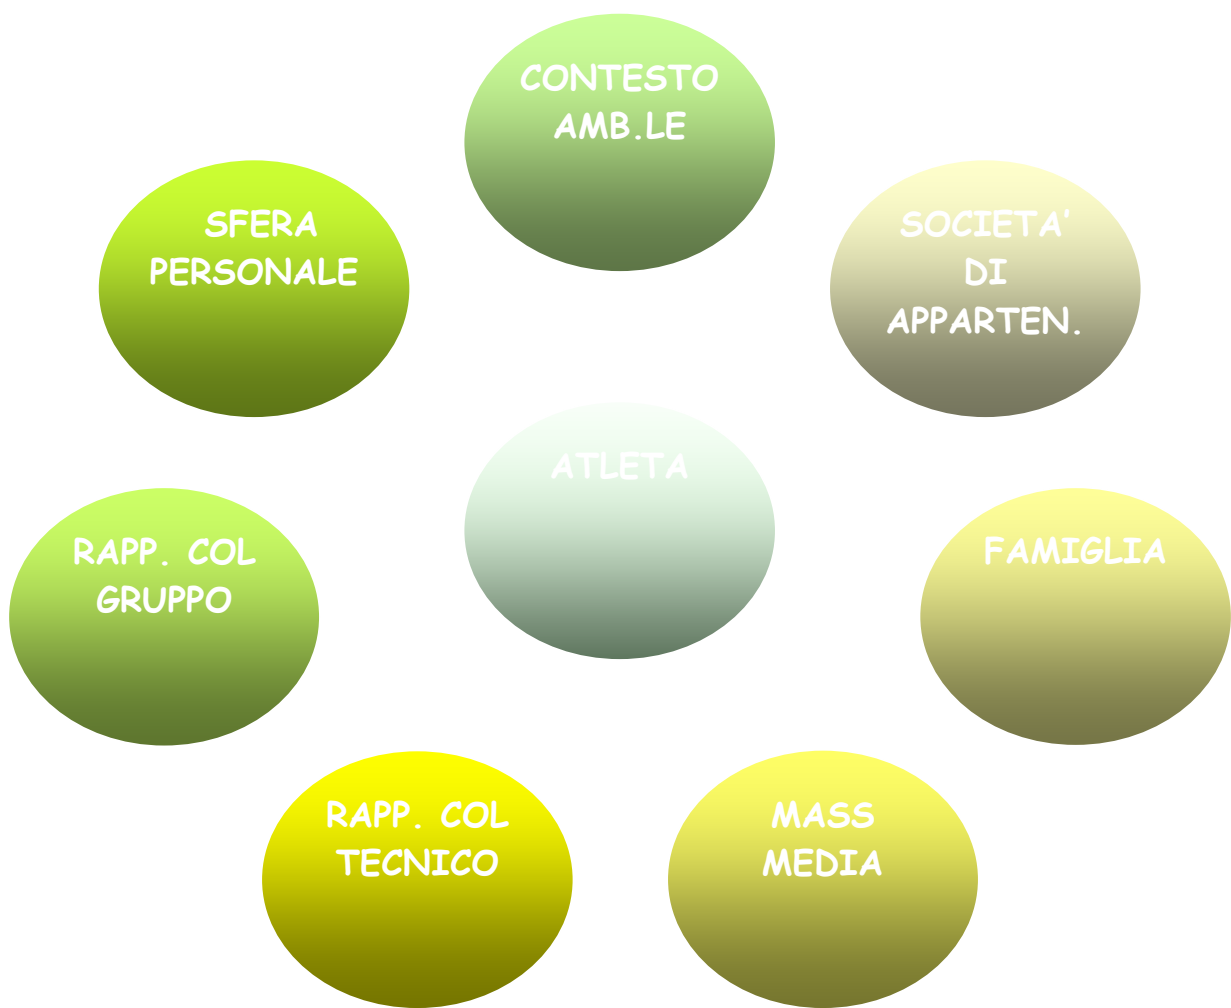 CONTESTO
AMB.LE
SFERA
PERSONALE
SOCIETA'
DI
APPARTEN.
ATLETA
RAPP. COL
GRUPPO
FAMIGLIA
RAPP. COL
TECNICO
MASS
MEDIA